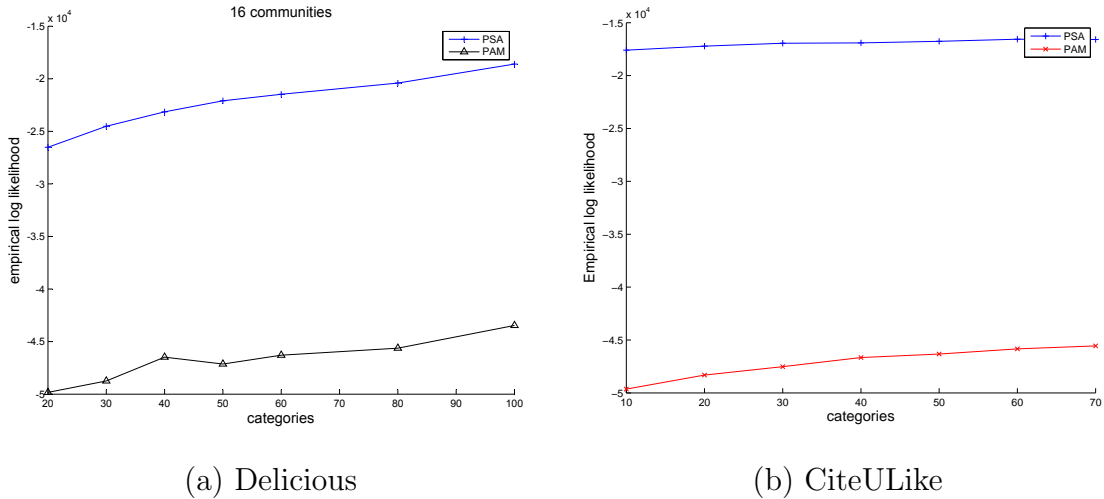 16 communities
x 10^4
-1.5
-2
-2.5
-3
-3.5
-4
-4.5
-5
empirical log likelihood
20 30 40 50 60 70 80 90 100
categories
PSA
PAM
(a) Delicious
x 10^4
−1.5
−2
−2.5
−3
−3.5
−4
−4.5
−5
Empirical log likelihood
10 20 30 40 50 60 70
categories
PSA
PAM
(b) CiteULike